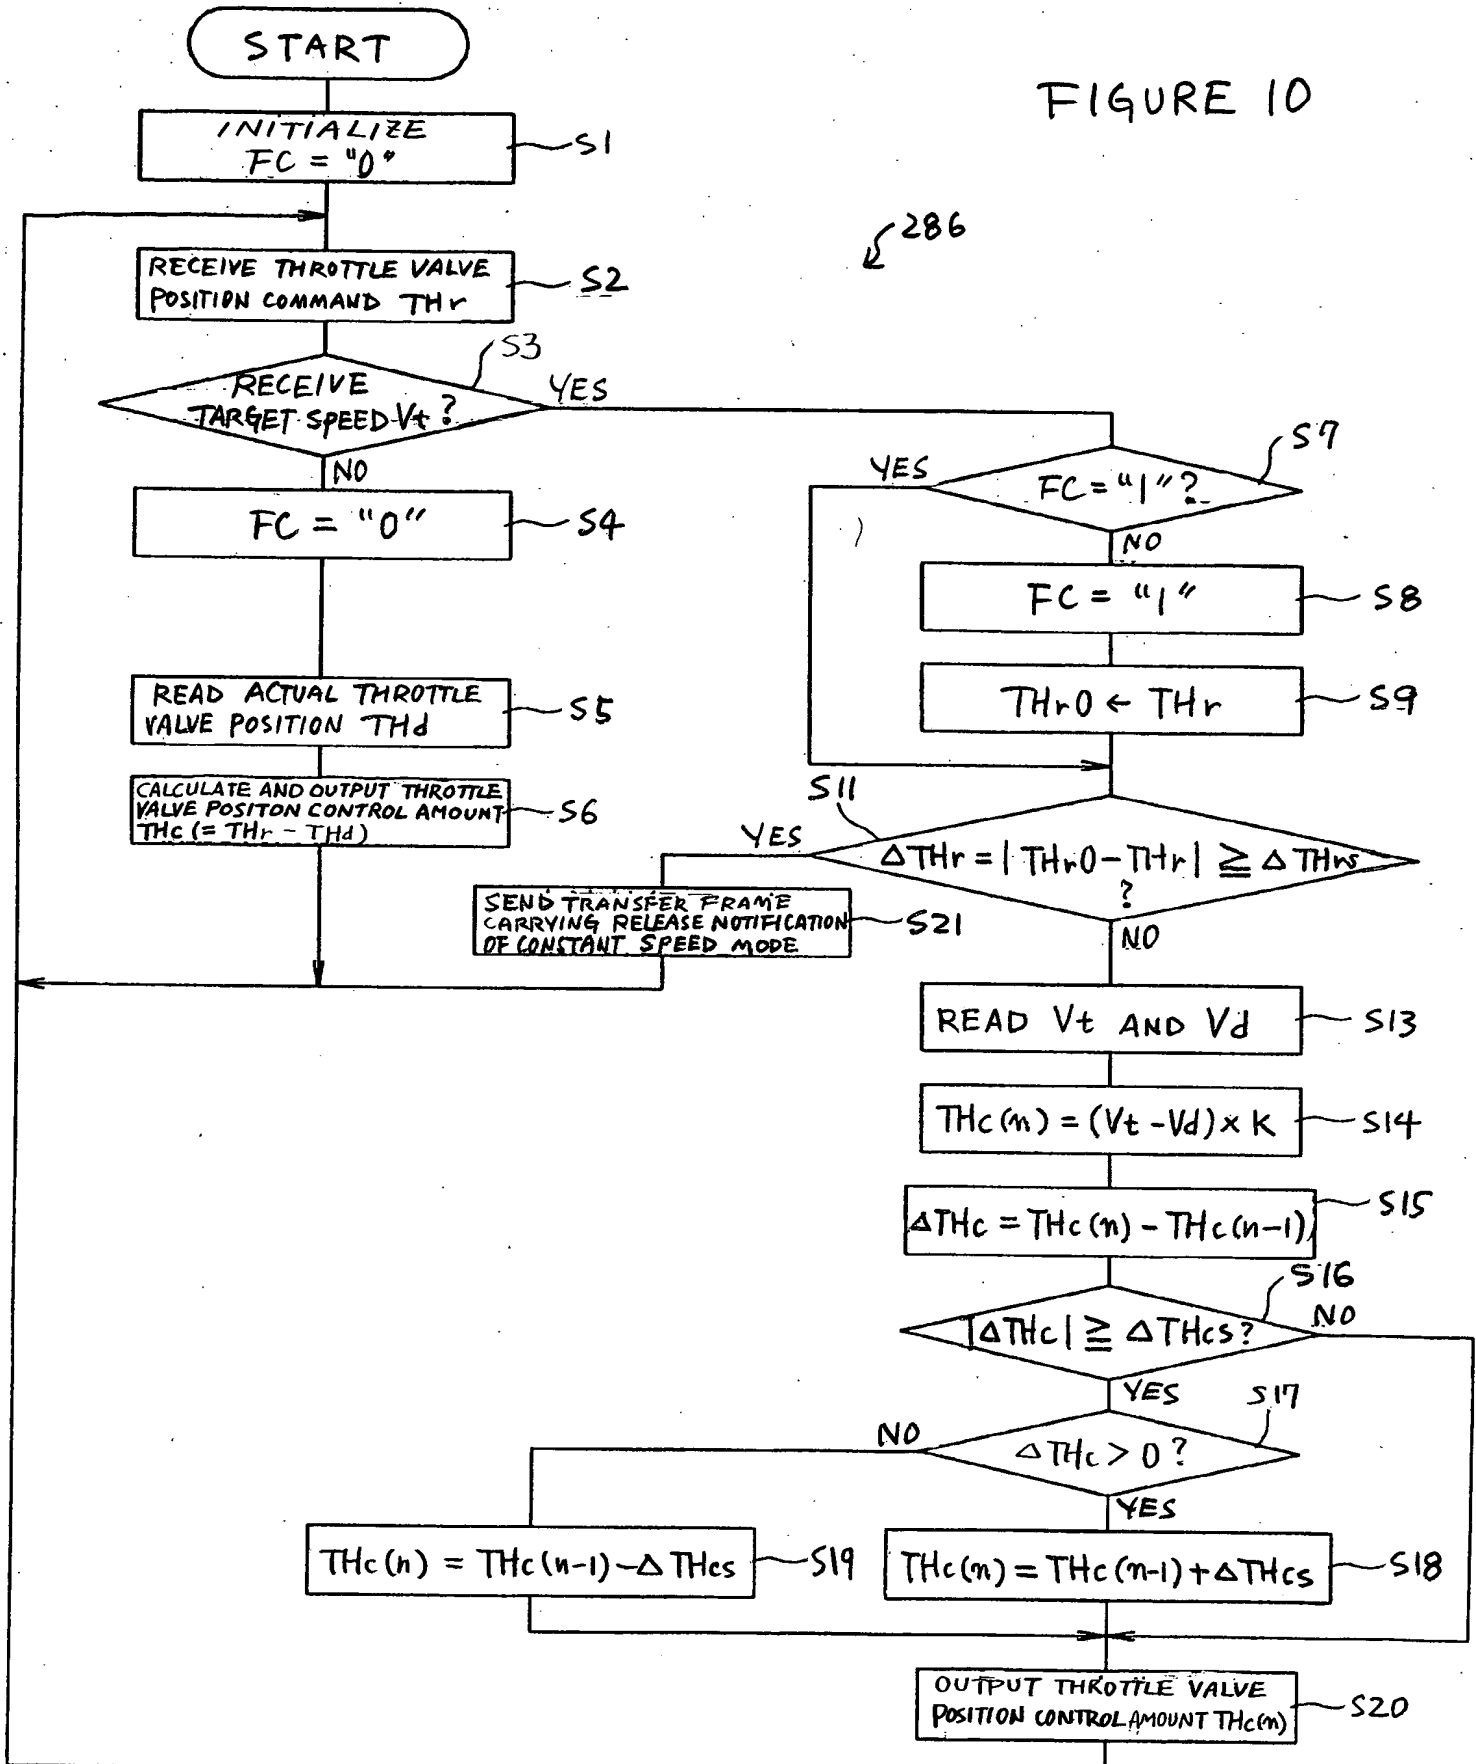 START
FIGURE 10
INITIALIZE
FC = "0"
S1
286
RECEIVE THROTTLE VALVE
POSITION COMMAND THr
S2
S3
RECEIVE
TARGET SPEED Vt ?
YES
NO
FC = "0"
S4
READ ACTUAL THROTTLE
VALVE POSITION THd
S5
CALCULATE AND OUTPUT THROTTLE
VALVE POSITON CONTROL AMOUNT
THc (= THr - THd)
S6
S7
YES
FC = "1" ?
NO
FC = "1"
S8
THr0 ← THr
S9
S11
YES
ΔTHr = | THr0 - THr | ≧ Δ THrs
?
NO
SEND TRANSFER FRAME
CARRYING RELEASE NOTIFICATION
OF CONSTANT SPEED MODE
S21
READ Vt AND Vd
S13
THc(n) = (Vt - Vd) × K
S14
ΔTHc = THc(n) - THc(n-1)
S15
S16
|ΔTHc| ≧ ΔTHcs?
NO
YES
S17
NO
ΔTHc > 0 ?
YES
THc(n) = THc(n-1) - Δ THcs
S19
THc(n) = THc(n-1) + ΔTHcs
S18
OUTPUT THROTTLE VALVE
POSITION CONTROL AMOUNT THc(n)
S20